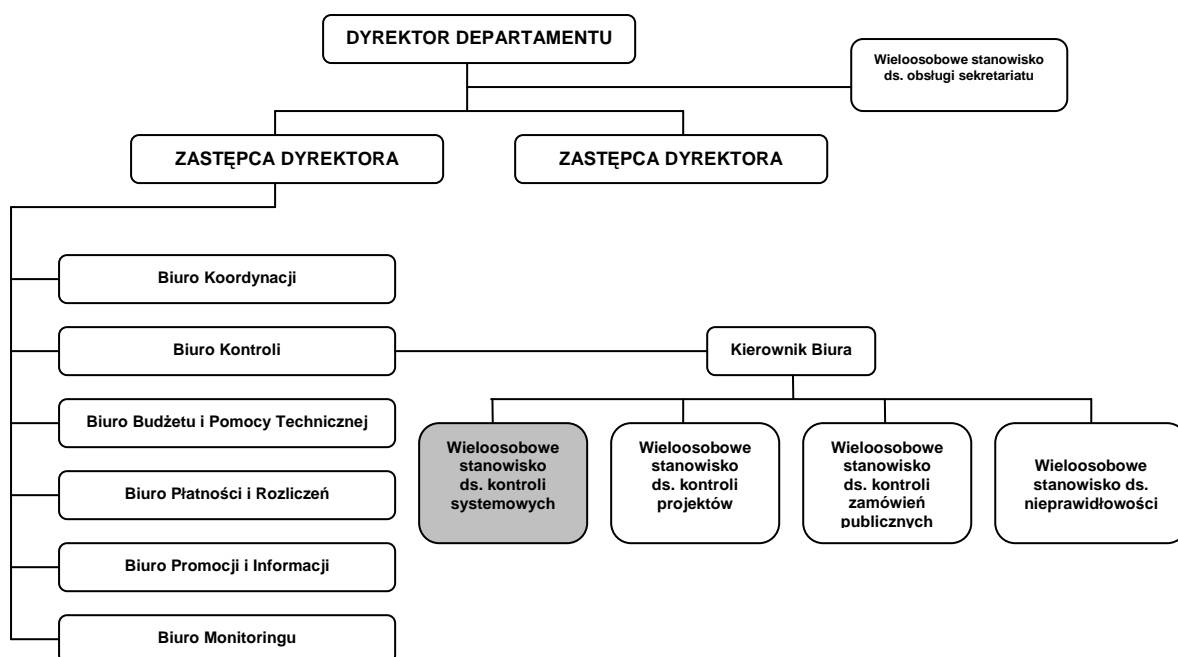 DYREKTOR DEPARTAMENTU
Wieloosobowe stanowisko
ds. obsługi sekretariatu
ZASTĘPCA DYREKTORA
ZASTĘPCA DYREKTORA
Biuro Koordynacji
Biuro Kontroli
Kierownik Biura
Biuro Budżetu i Pomocy Technicznej
Wieloosobowe
stanowisko
ds. kontroli
systemowych
Wieloosobowe
stanowisko
ds. kontroli
projektów
Wieloosobowe
stanowisko
ds. kontroli
zamówień
publicznych
Wieloosobowe
stanowisko ds.
nieprawidłowości
Biuro Płatności i Rozliczeń
Biuro Promocji i Informacji
Biuro Monitoringu